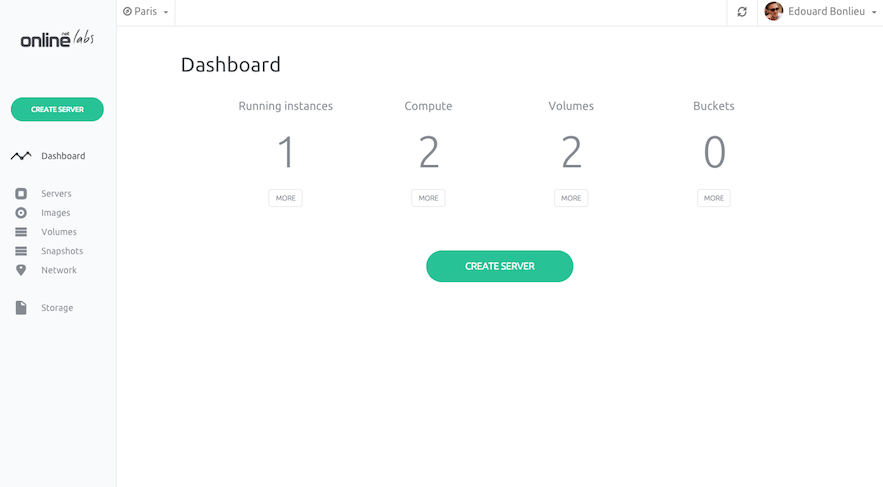 Paris
Edouard Bonlieu
online.net labs
CREATE SERVER
Dashboard
Servers
Images
Volumes
Snapshots
Network
Storage
Dashboard
Running instances Compute Volumes Buckets
1 2 2 0
MORE MORE MORE MORE
CREATE SERVER